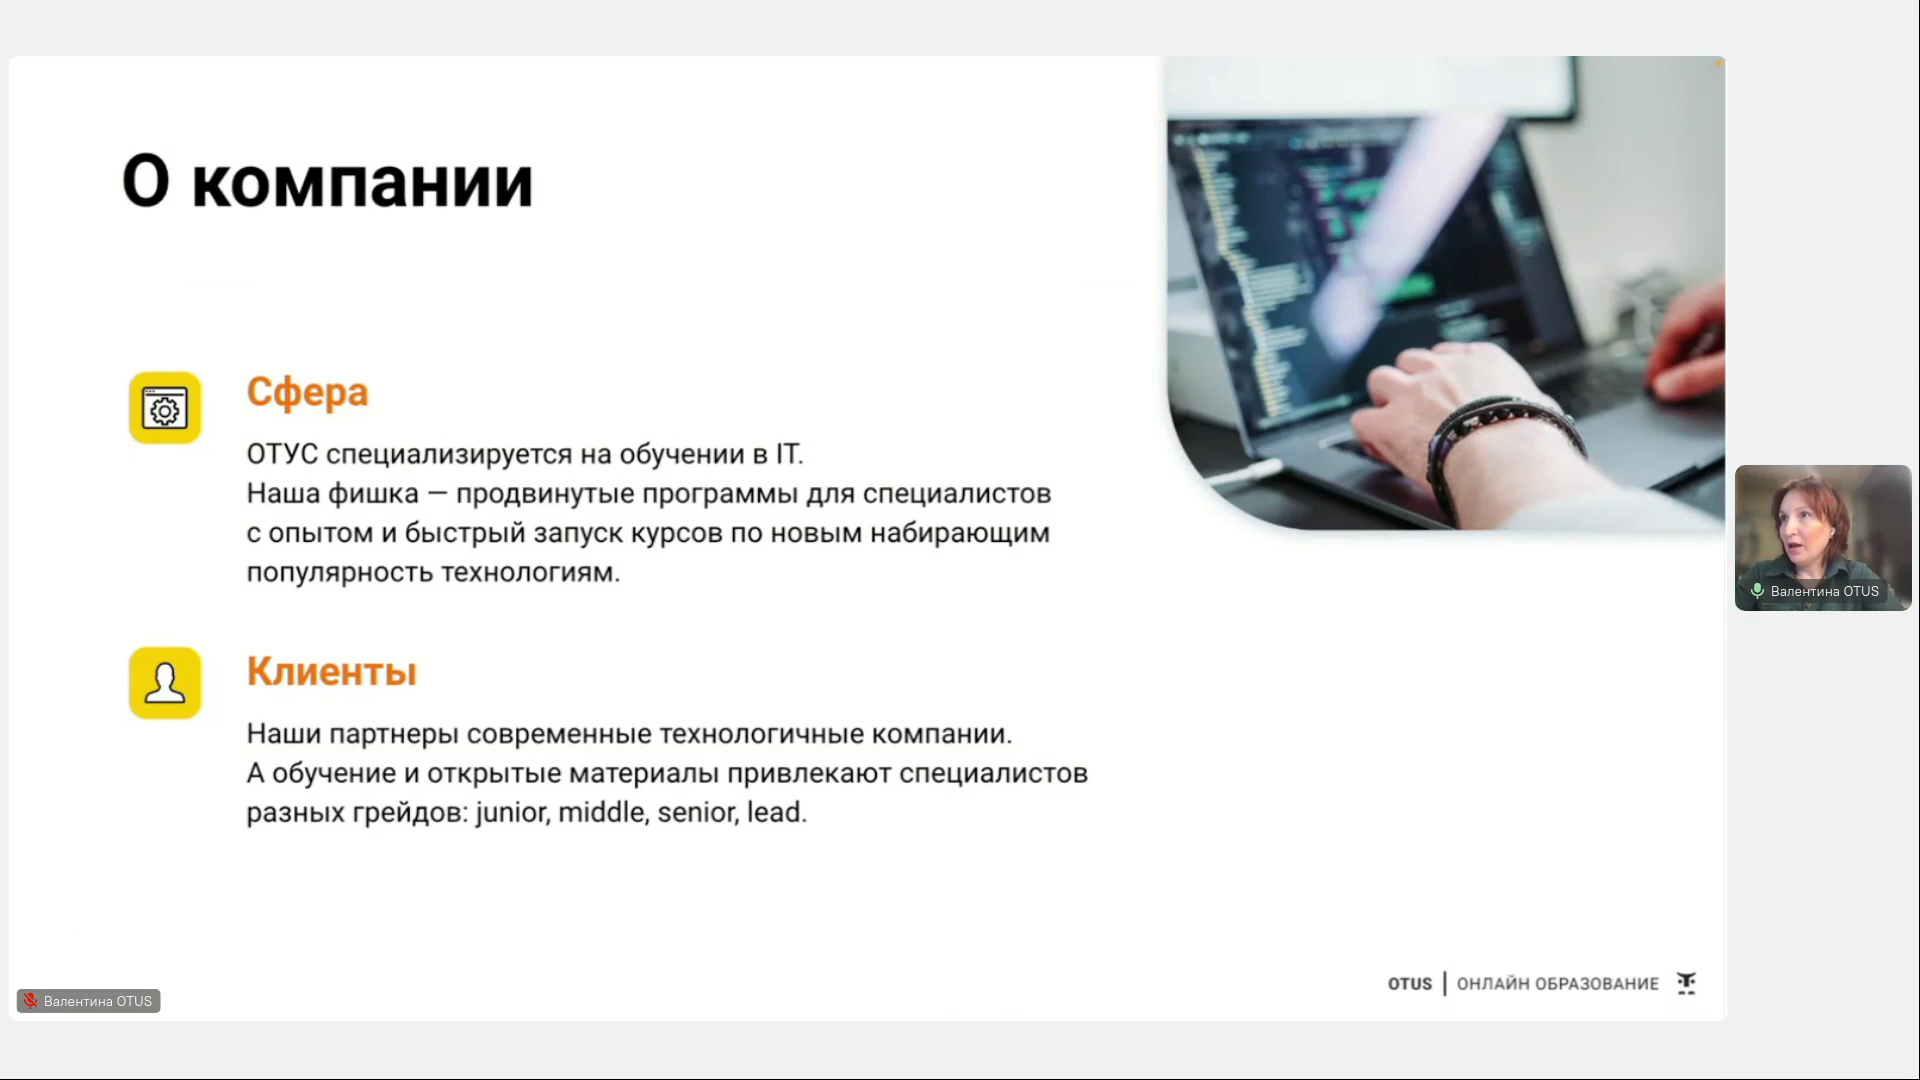 О компании
Сфера
ОТУС специализируется на обучении в IT.
Наша фишка — продвинутые программы для специалистов
с опытом и быстрый запуск курсов по новым набирающим
популярность технологиям.
Клиенты
Наши партнеры современные технологичные компании.
А обучение и открытые материалы привлекают специалистов
разных грейдов: junior, middle, senior, lead.
OTUS | ОНЛАЙН ОБРАЗОВАНИЕ
Валентина OTUS
Валентина OTUS